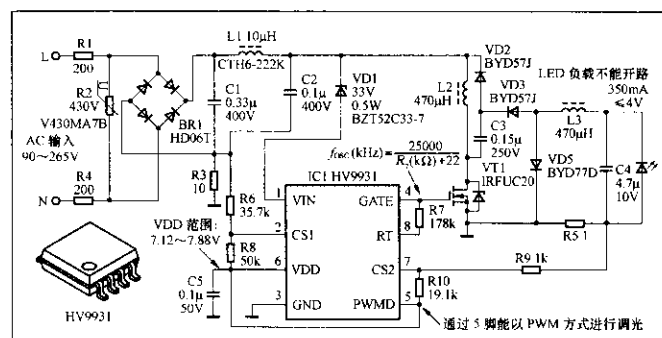 L
R1
200
R2
430V
V430MA7B
AC 输入
90～265V
R4
200
N
BR1
HD06T
L1 10μH
CTH6-222K
C1
0.33μ
400V
C2
0.1μ
400V
VD1
33V
0.5W
BZT52C33-7
L2
470μH
VD2
BYD57J
VD3
BYD57J
LED 负载不能开路
350mA
≤4V
L3
470μH
C3
0.15μ
250V
VD5
BYD77D
C4
4.7μ
10V
fOSC(kHz)= 25000
RT(kΩ)+22
VT1
IRFUC20
R3
10
R6
35.7k
R8
50k
VDD 范围:
7.12～7.88V
C5
0.1μ
50V
IC1 HV9931
1 VIN
2 CS1
6 VDD
3 GND
GATE 4
RT 8
CS2 7
PWMD 5
R7
178k
R10
19.1k
R9 1k
R5 1
通过 5 脚能以 PWM 方式进行调光
HV9931